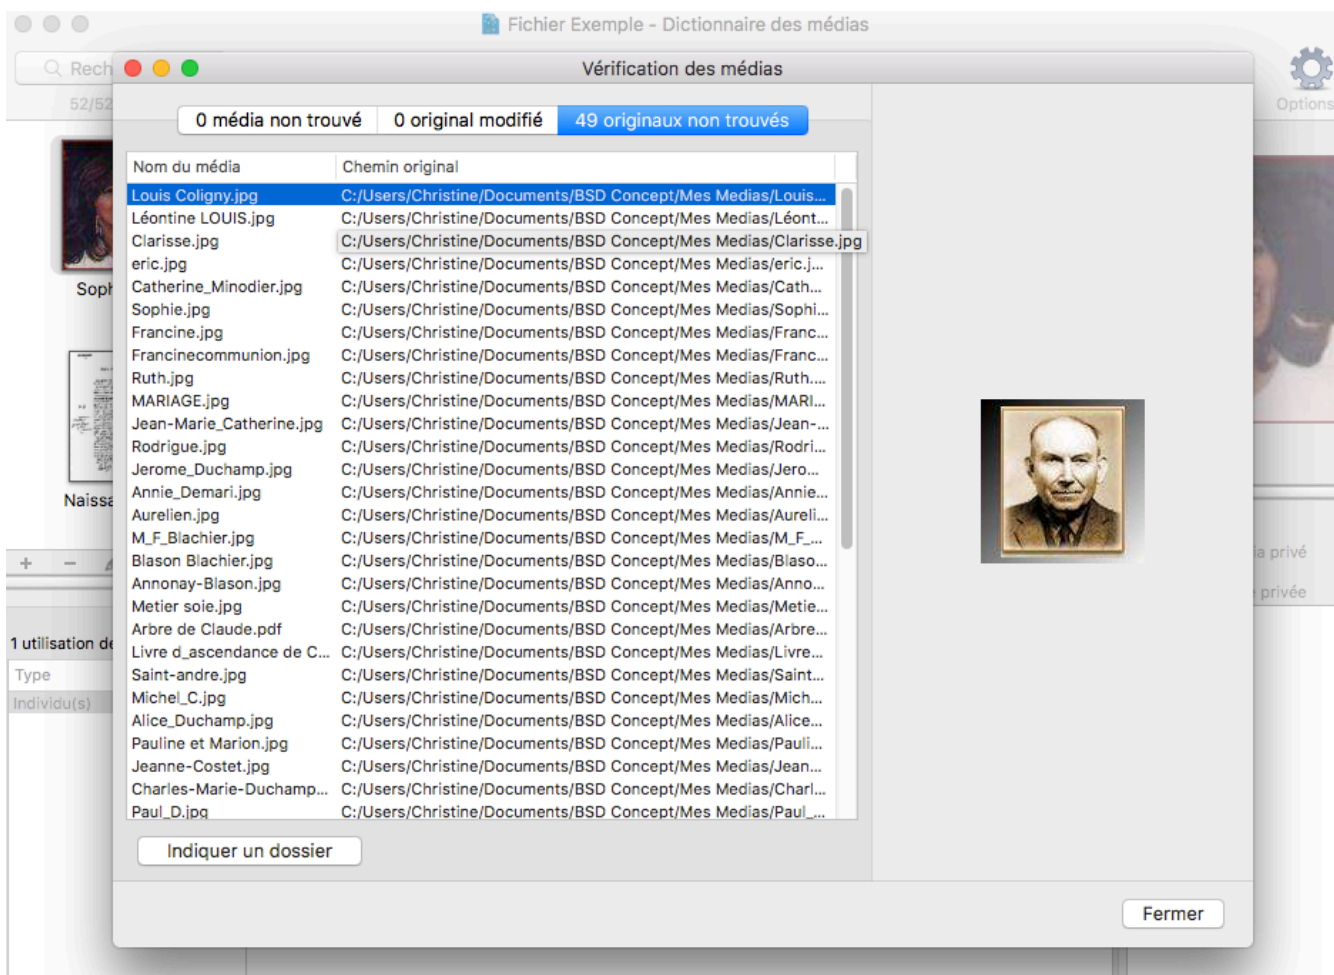 Fichier Exemple - Dictionnaire des médias
Rech
52/52
Options
Vérification des médias
0 média non trouvé 0 original modifié 49 originaux non trouvés
Nom du média Chemin original
Louis Coligny.jpg C:/Users/Christine/Documents/BSD Concept/Mes Medias/Louis...
Léontine LOUIS.jpg C:/Users/Christine/Documents/BSD Concept/Mes Medias/Léont...
Clarisse.jpg C:/Users/Christine/Documents/BSD Concept/Mes Medias/Clarisse.jpg
eric.jpg C:/Users/Christine/Documents/BSD Concept/Mes Medias/eric.j...
Catherine_Minodier.jpg C:/Users/Christine/Documents/BSD Concept/Mes Medias/Cath...
Sophie.jpg C:/Users/Christine/Documents/BSD Concept/Mes Medias/Sophi...
Francine.jpg C:/Users/Christine/Documents/BSD Concept/Mes Medias/Franc...
Francinecommunion.jpg C:/Users/Christine/Documents/BSD Concept/Mes Medias/Franc...
Ruth.jpg C:/Users/Christine/Documents/BSD Concept/Mes Medias/Ruth....
MARIAGE.jpg C:/Users/Christine/Documents/BSD Concept/Mes Medias/MARI...
Jean-Marie_Catherine.jpg C:/Users/Christine/Documents/BSD Concept/Mes Medias/Jean-...
Rodrigue.jpg C:/Users/Christine/Documents/BSD Concept/Mes Medias/Rodri...
Jerome_Duchamp.jpg C:/Users/Christine/Documents/BSD Concept/Mes Medias/Jero...
Annie_Demari.jpg C:/Users/Christine/Documents/BSD Concept/Mes Medias/Annie...
Aurelien.jpg C:/Users/Christine/Documents/BSD Concept/Mes Medias/Aureli...
M_F_Blachier.jpg C:/Users/Christine/Documents/BSD Concept/Mes Medias/M_F_...
Blason Blachier.jpg C:/Users/Christine/Documents/BSD Concept/Mes Medias/Blaso...
Annonay-Blason.jpg C:/Users/Christine/Documents/BSD Concept/Mes Medias/Anno...
Metier soie.jpg C:/Users/Christine/Documents/BSD Concept/Mes Medias/Metie...
Arbre de Claude.pdf C:/Users/Christine/Documents/BSD Concept/Mes Medias/Arbre...
Livre d_ascendance de C... C:/Users/Christine/Documents/BSD Concept/Mes Medias/Livre...
Saint-andre.jpg C:/Users/Christine/Documents/BSD Concept/Mes Medias/Saint...
Michel_C.jpg C:/Users/Christine/Documents/BSD Concept/Mes Medias/Mich...
Alice_Duchamp.jpg C:/Users/Christine/Documents/BSD Concept/Mes Medias/Alice...
Pauline et Marion.jpg C:/Users/Christine/Documents/BSD Concept/Mes Medias/Pauli...
Jeanne-Costet.jpg C:/Users/Christine/Documents/BSD Concept/Mes Medias/Jean...
Charles-Marie-Duchamp... C:/Users/Christine/Documents/BSD Concept/Mes Medias/Charl...
Paul_D.jpg C:/Users/Christine/Documents/BSD Concept/Mes Medias/Paul_...
Indiquer un dossier
Fermer
Soph
Naissa
1 utilisation de
Type
Individu(s)
ia privé
privée